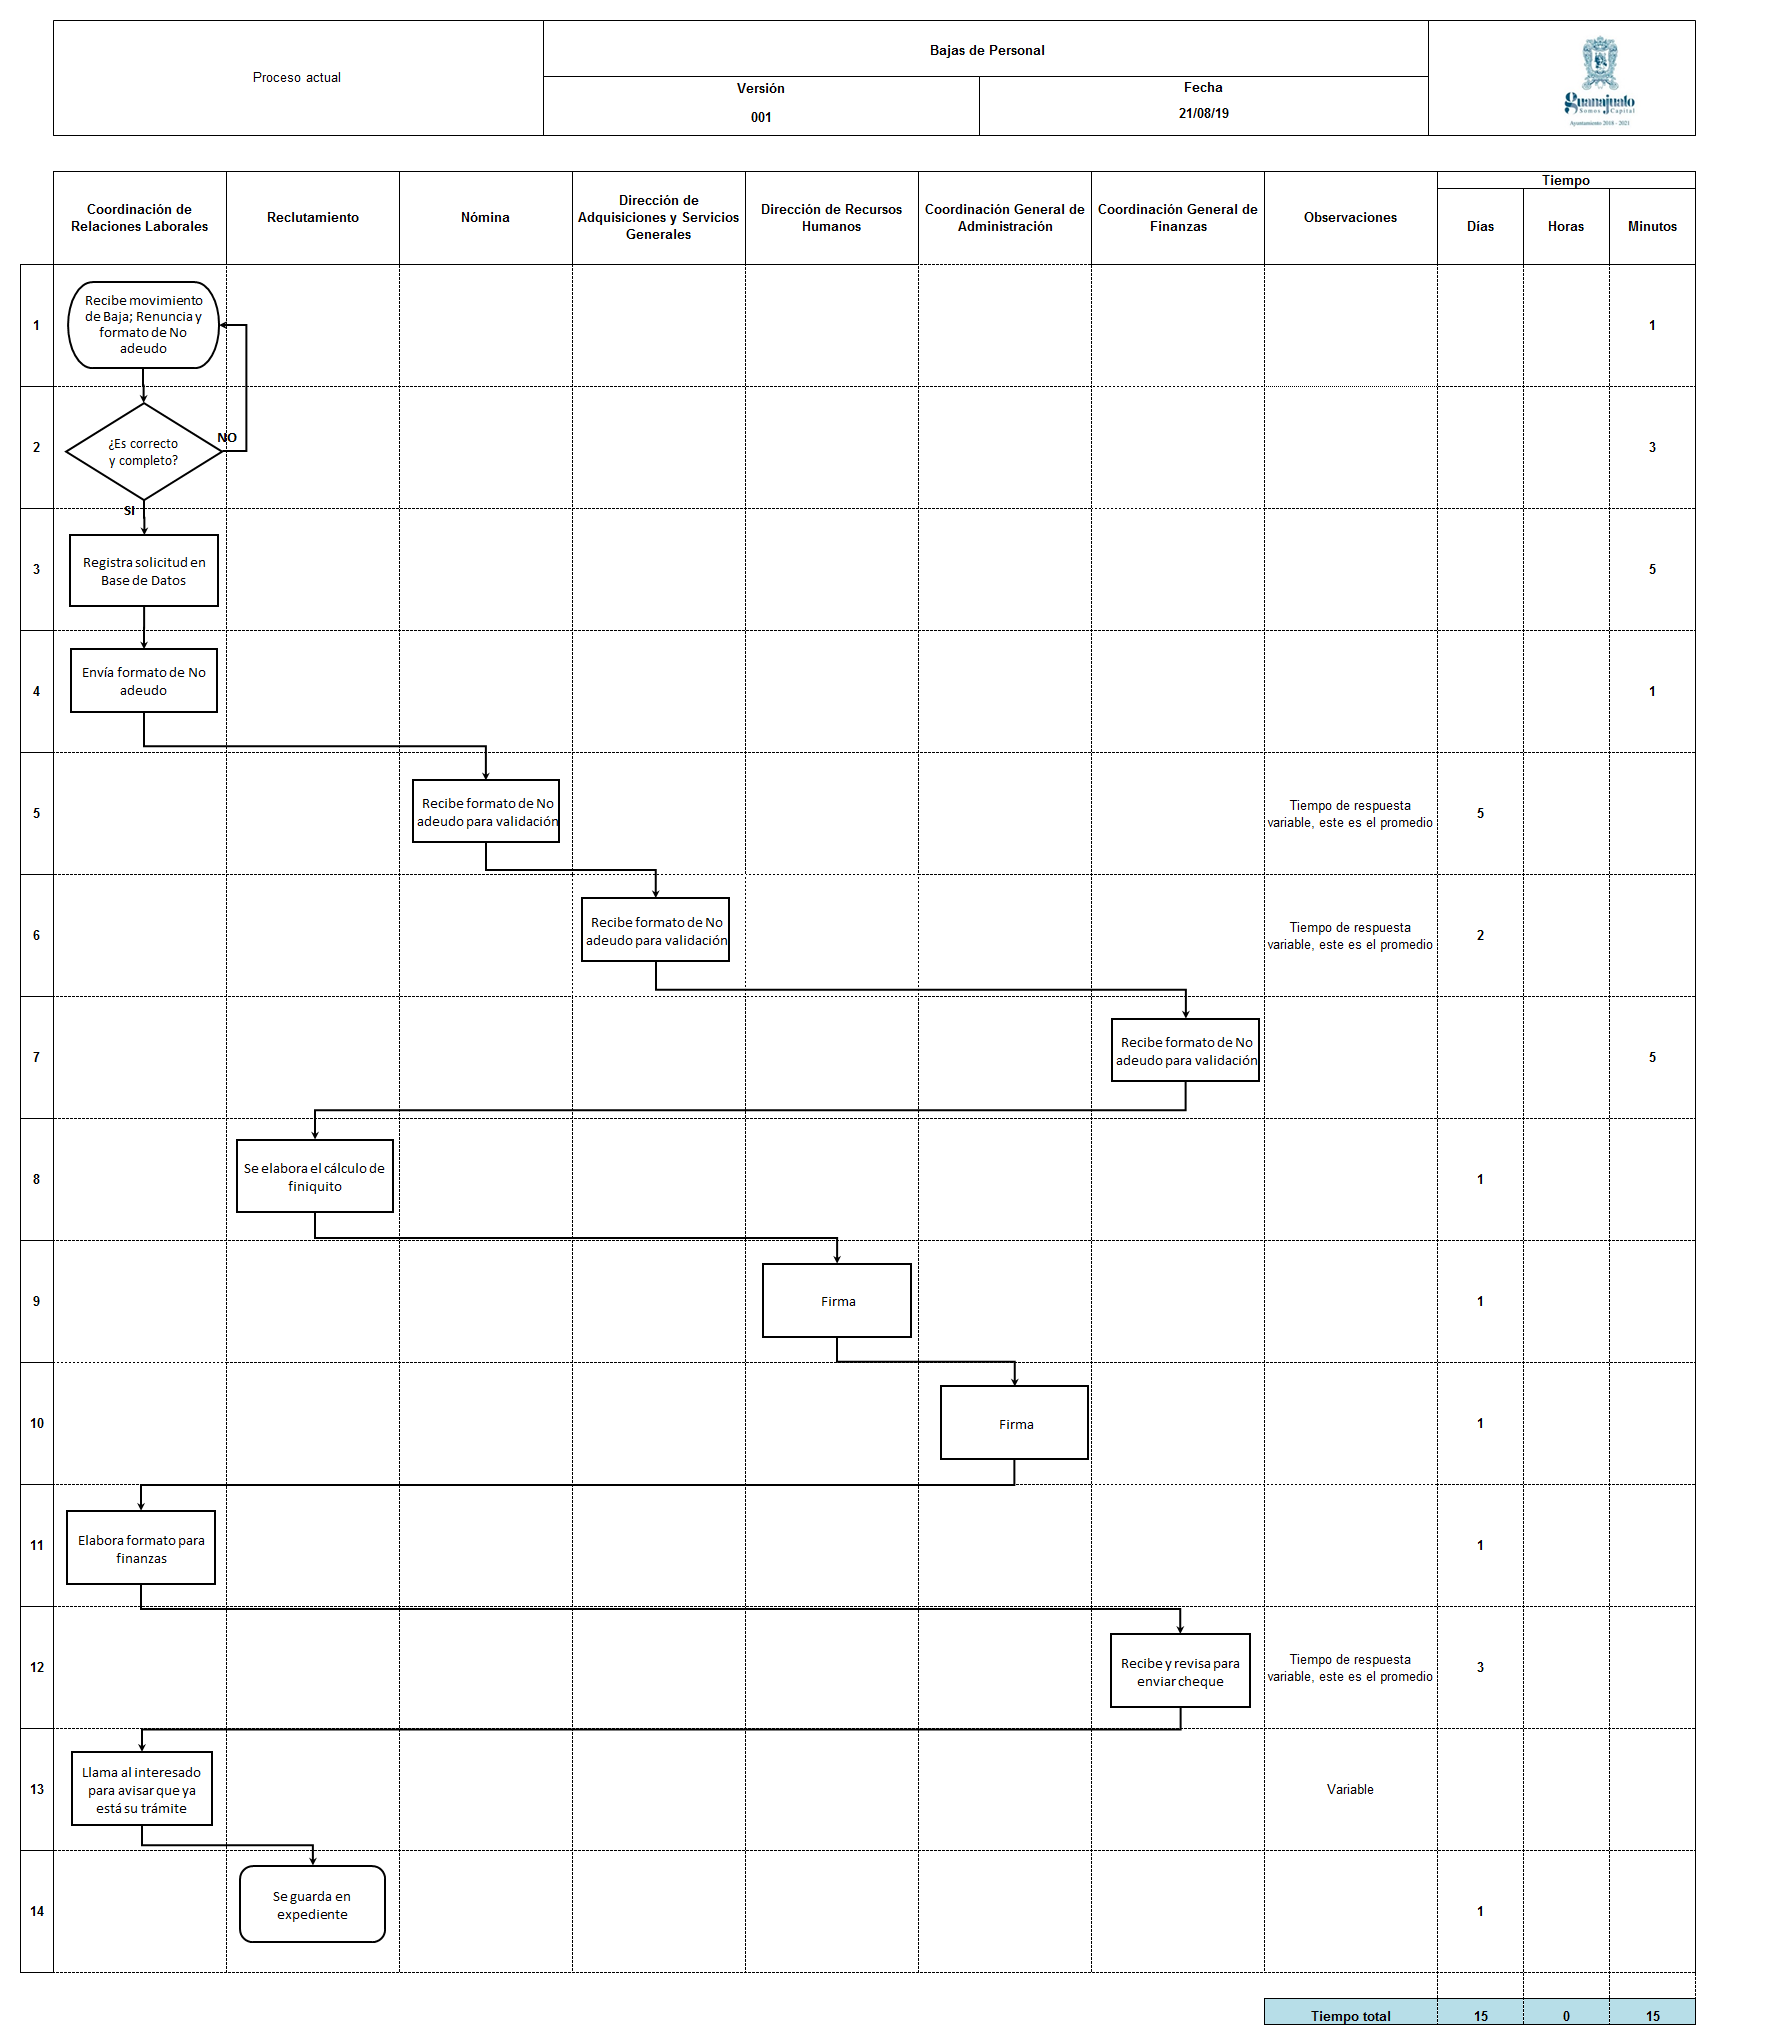 Proceso actual
Bajas de Personal
Versión
001
Fecha
21/08/19
guanajuato
Somos Capital
Ayuntamiento 2018 - 2021
Coordinación de
Relaciones Laborales
Reclutamiento
Nómina
Dirección de
Adquisiciones y Servicios
Generales
Dirección de Recursos
Humanos
Coordinación General de
Administración
Coordinación General de
Finanzas
Observaciones
Tiempo
Días
Horas
Minutos
1
Recibe movimiento
de Baja; Renuncia y
formato de No
adeudo
1
2
¿Es correcto
y completo?
NO
3
SI
3
Registra solicitud en
Base de Datos
5
4
Envía formato de No
adeudo
1
5
Recibe formato de No
adeudo para validación
Tiempo de respuesta
variable, este es el promedio
5
6
Recibe formato de No
adeudo para validación
Tiempo de respuesta
variable, este es el promedio
2
7
Recibe formato de No
adeudo para validación
5
8
Se elabora el cálculo de
finiquito
1
9
Firma
1
10
Firma
1
11
Elabora formato para
finanzas
1
12
Recibe y revisa para
enviar cheque
Tiempo de respuesta
variable, este es el promedio
3
13
Llama al interesado
para avisar que ya
está su trámite
Variable
14
Se guarda en
expediente
1
Tiempo total
15
0
15